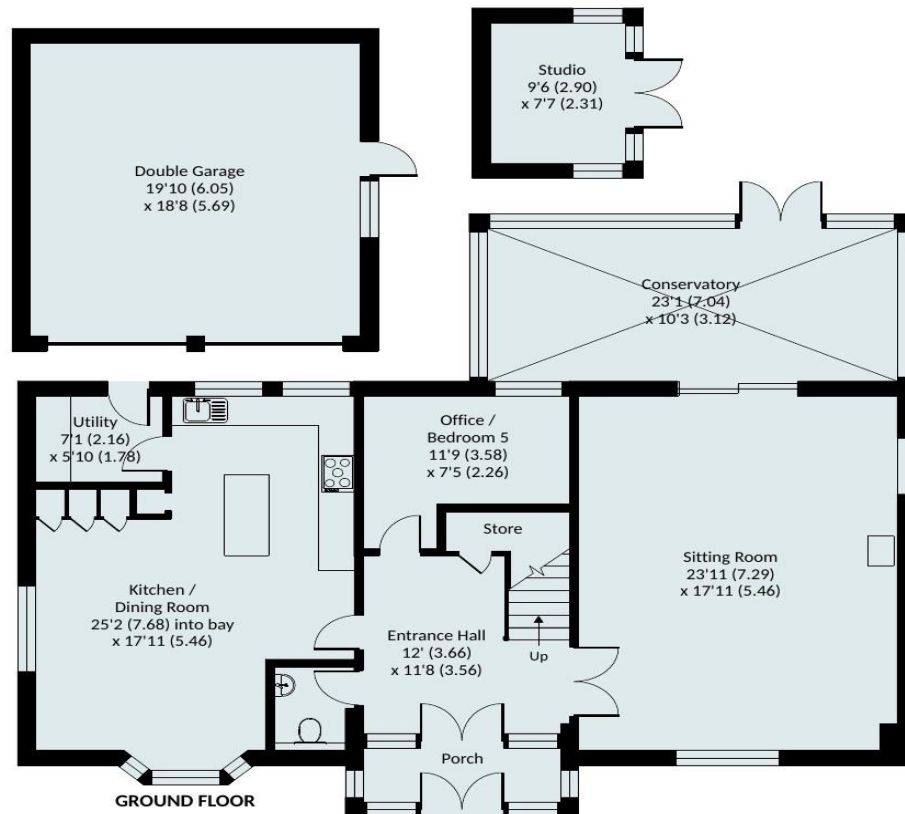 Studio
9'6 (2.90)
x 7'7 (2.31)
Double Garage
19'10 (6.05)
x 18'8 (5.69)
Conservatory
23'1 (7.04)
x 10'3 (3.12)
Utility
7'1 (2.16)
x 5'10 (1.78)
Office /
Bedroom 5
11'9 (3.58)
x 7'5 (2.26)
Store
Sitting Room
23'11 (7.29)
x 17'11 (5.46)
Kitchen /
Dining Room
25'2 (7.68) into bay
x 17'11 (5.46)
Entrance Hall
12' (3.66)
x 11'8 (3.56)
Up
Porch
GROUND FLOOR